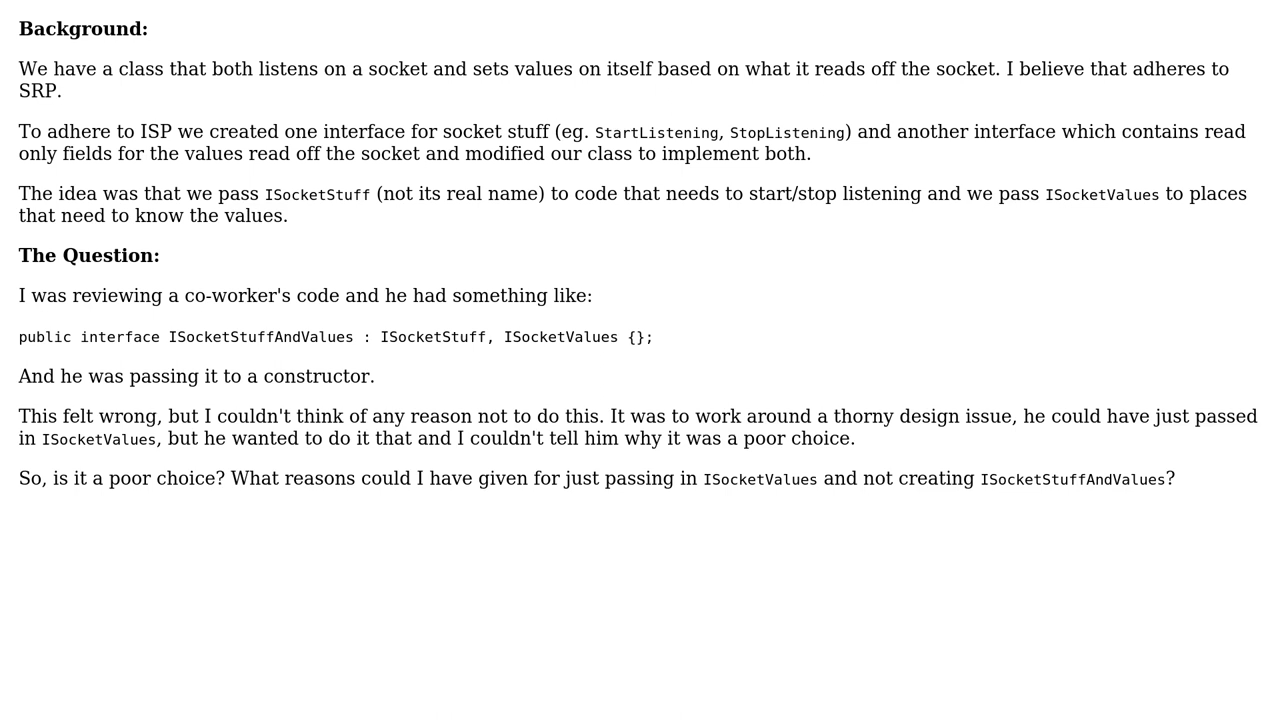 Background:
We have a class that both listens on a socket and sets values on itself based on what it reads off the socket. I believe that adheres to
SRP.
To adhere to ISP we created one interface for socket stuff (eg. StartListening, StopListening) and another interface which contains read
only fields for the values read off the socket and modified our class to implement both.
The idea was that we pass ISocketStuff (not its real name) to code that needs to start/stop listening and we pass ISocketValues to places
that need to know the values.
The Question:
I was reviewing a co-worker's code and he had something like:
public interface ISocketStuffAndValues : ISocketStuff, ISocketValues {};
And he was passing it to a constructor.
This felt wrong, but I couldn't think of any reason not to do this. It was to work around a thorny design issue, he could have just passed
in ISocketValues, but he wanted to do it that and I couldn't tell him why it was a poor choice.
So, is it a poor choice? What reasons could I have given for just passing in ISocketValues and not creating ISocketStuffAndValues?